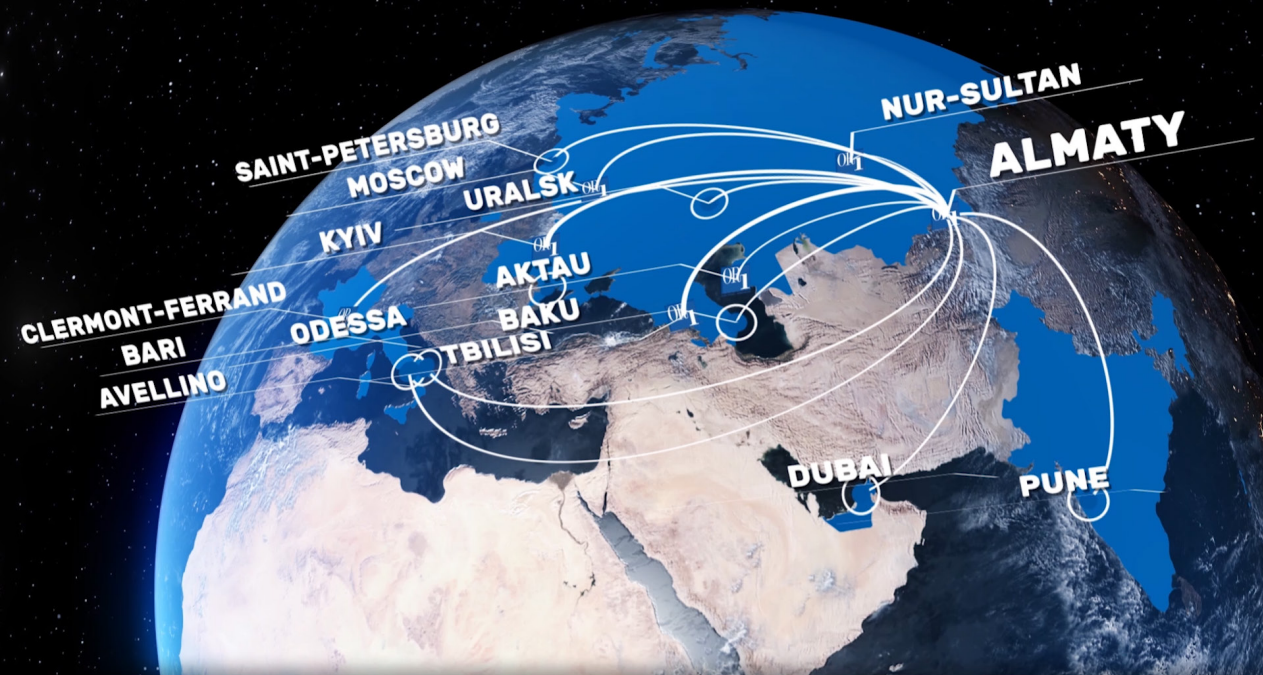 NUR-SULTAN
ALMATY
SAINT-PETERSBURG
MOSCOW
URALSK
KYIV
AKTAU
CLERMONT-FERRAND
ODESSA
BAKU
BARI
TBILISI
AVELLINO
DUBAI
PUNE